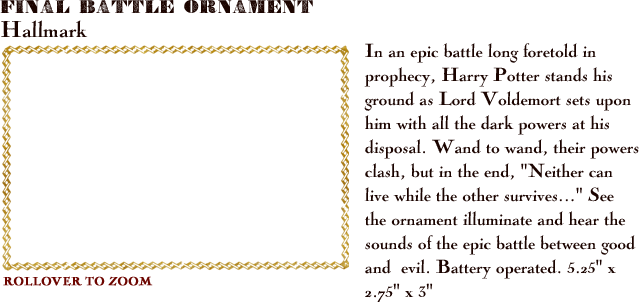 FINAL BATTLE ORNAMENT
Hallmark
In an epic battle long foretold in
prophecy, Harry Potter stands his
ground as Lord Voldemort sets upon
him with all the dark powers at his
disposal. Wand to wand, their powers
clash, but in the end, "Neither can
live while the other survives..." See
the ornament illuminate and hear the
sounds of the epic battle between good
and evil. Battery operated. 5.25" x
2.75" x 3"
ROLLOVER TO ZOOM